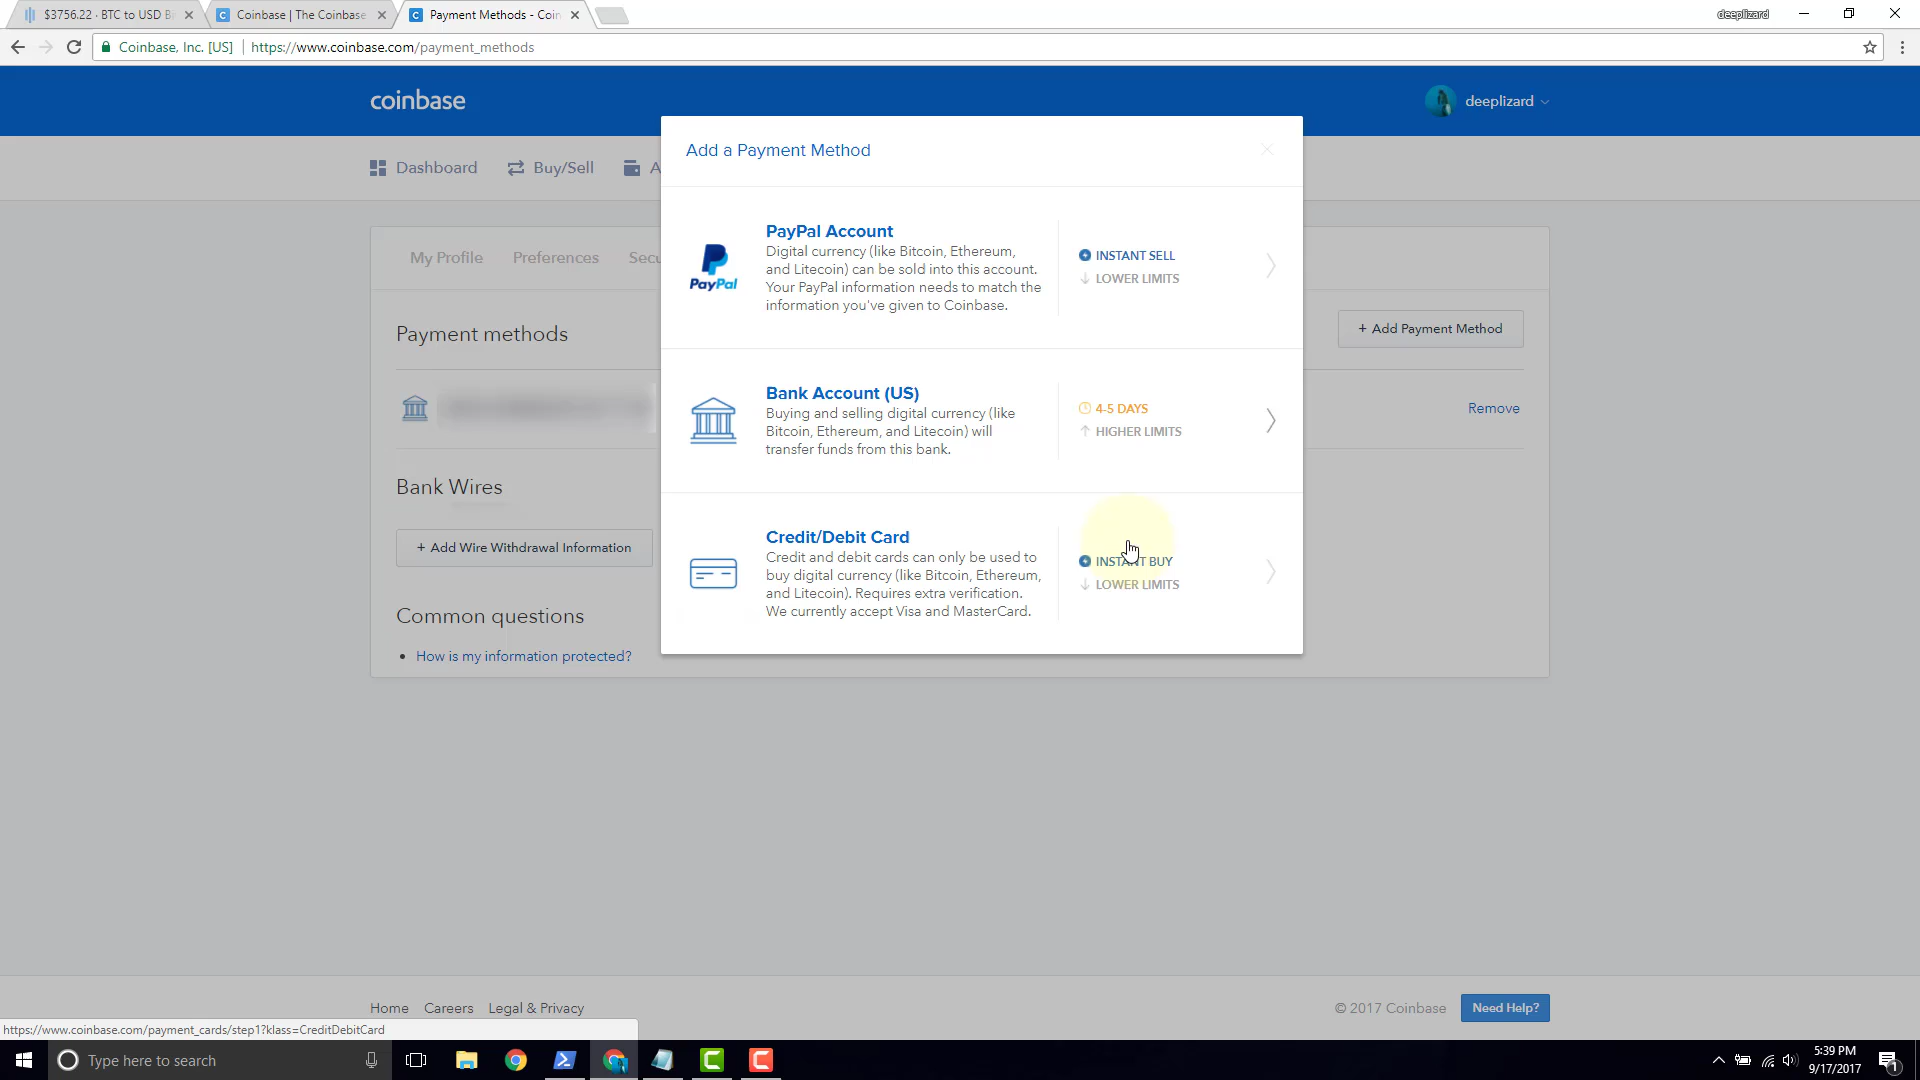 $3756.22 · BTC to USD B
Coinbase | The Coinbase
Payment Methods - Coin
deeplizard
Coinbase, Inc. [US]
https://www.coinbase.com/payment_methods
coinbase
deeplizard
Dashboard
Buy/Sell
A
Add a Payment Method
PayPal Account
Digital currency (like Bitcoin, Ethereum,
and Litecoin) can be sold into this account.
Your PayPal information needs to match the
information you've given to Coinbase.
PayPal
INSTANT SELL
LOWER LIMITS
Bank Account (US)
Buying and selling digital currency (like
Bitcoin, Ethereum, and Litecoin) will
transfer funds from this bank.
4-5 DAYS
HIGHER LIMITS
Credit/Debit Card
Credit and debit cards can only be used to
buy digital currency (like Bitcoin, Ethereum,
and Litecoin). Requires extra verification.
We currently accept Visa and MasterCard.
INSTANT BUY
LOWER LIMITS
My Profile
Preferences
Secu
Payment methods
+ Add Payment Method
Remove
Bank Wires
+ Add Wire Withdrawal Information
Common questions
• How is my information protected?
Home
Careers
Legal & Privacy
© 2017 Coinbase
Need Help?
https://www.coinbase.com/payment_cards/step1?klass=CreditDebitCard
Type here to search
5:39 PM
9/17/2017
1